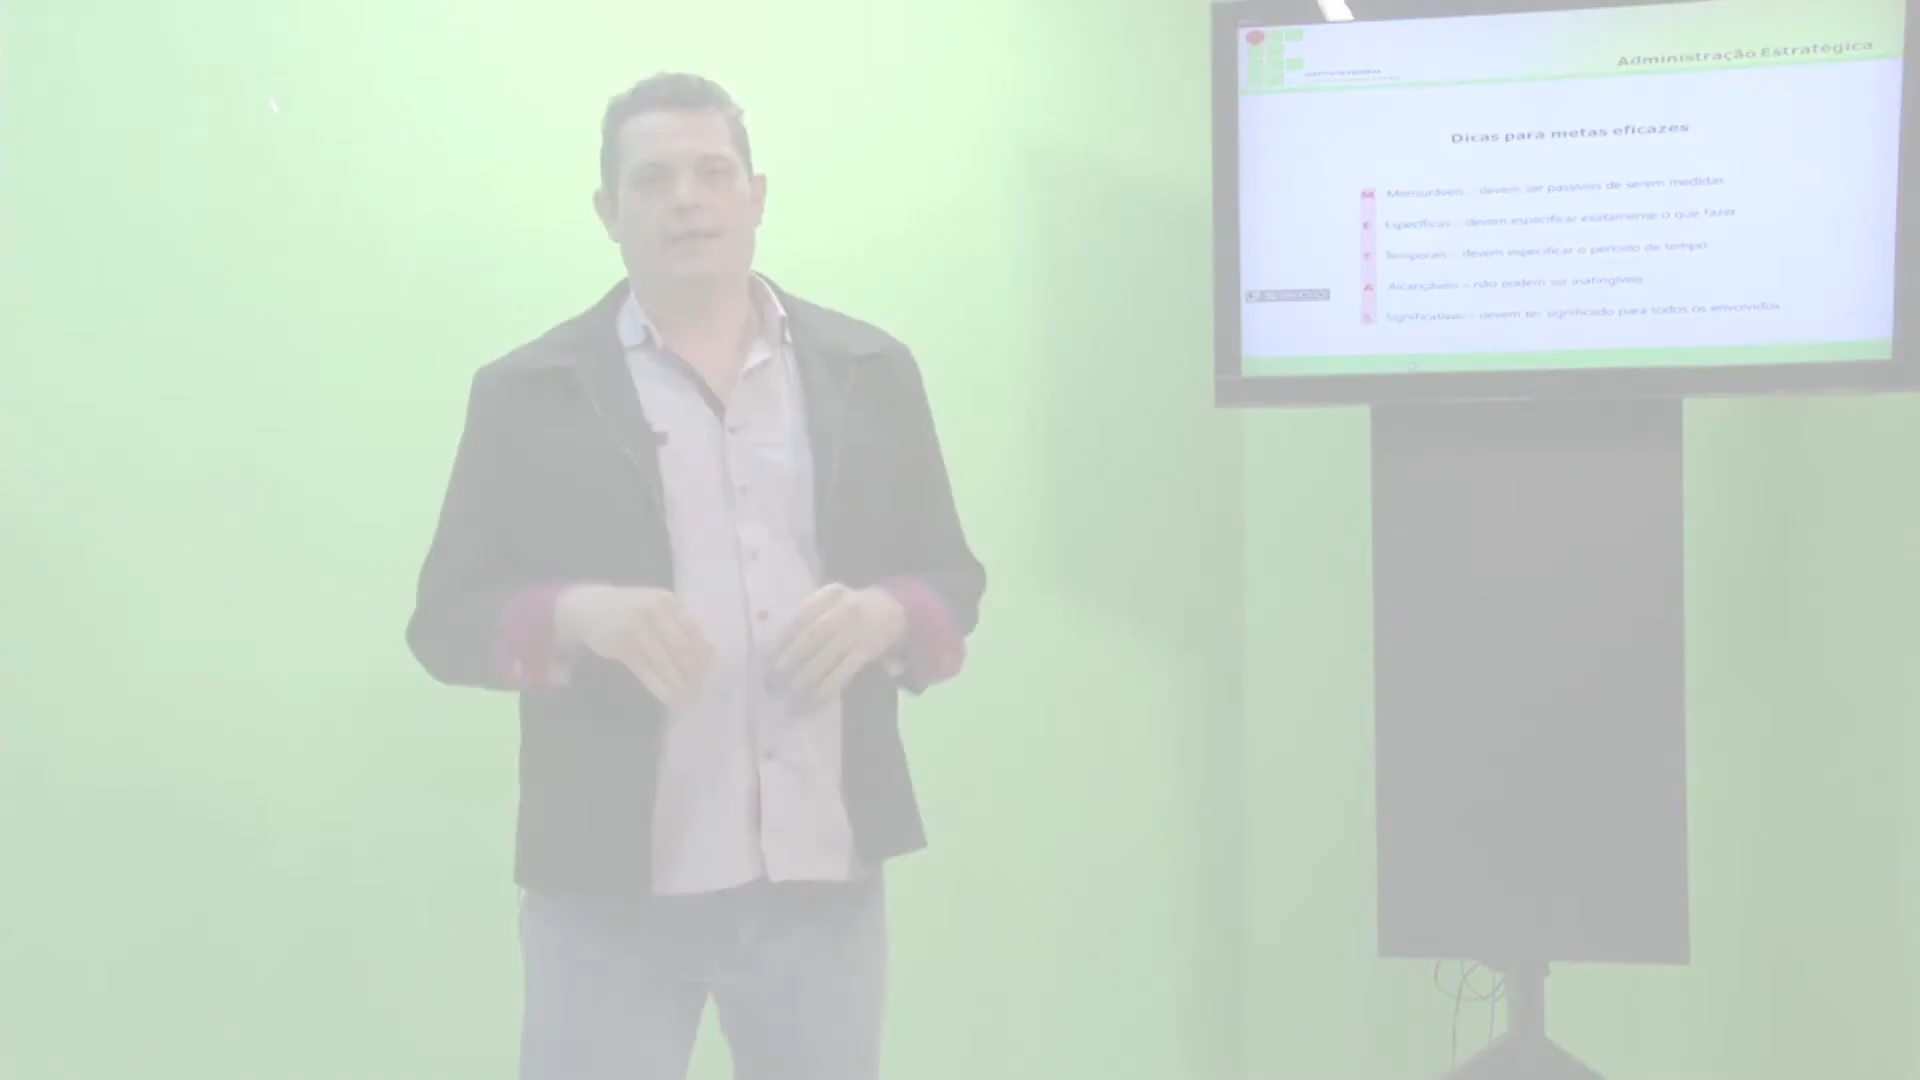 INSTITUTO FEDERAL
Administração Estratégica
Dicas para metas eficazes
M Mensuráveis – devem ser passíveis de serem medidas
E Específicas – devem especificar exatamente o que fazer
T Temporais – devem especificar o período de tempo
A Alcançáveis – não podem ser inatingíveis
S Significativas – devem ter significado para todos os envolvidos